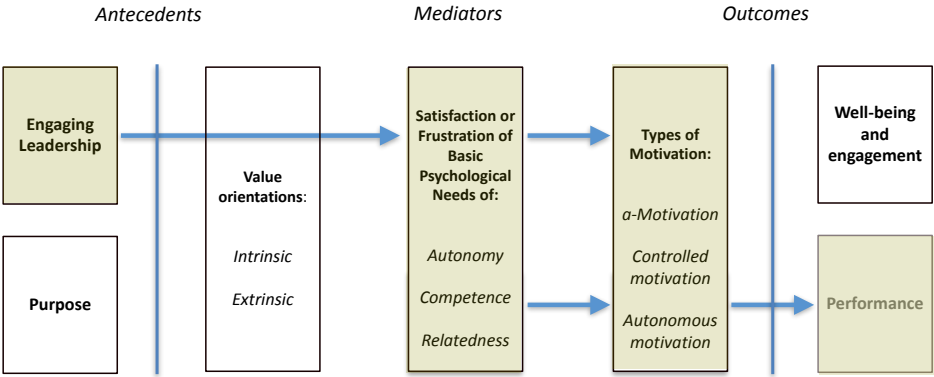 Antecedents
Mediators
Outcomes
Engaging
Leadership
Purpose
Value
orientations:
Intrinsic
Extrinsic
Satisfaction or
Frustration of
Basic
Psychological
Needs of:
Autonomy
Competence
Relatedness
Types of
Motivation:
a-Motivation
Controlled
motivation
Autonomous
motivation
Well-being
and
engagement
Performance